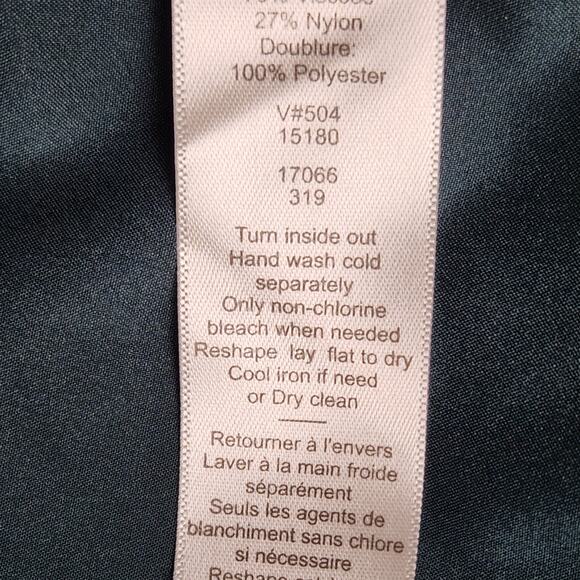 27% Nylon
Doublure:
100% Polyester
V#504
15180
17066
319
Turn inside out
Hand wash cold
separately
Only non-chlorine
bleach when needed
Reshape lay flat to dry
Cool iron if need
or Dry clean
Retourner à l'envers
Laver à la main froide
séparément
Seuls les agents de
blanchiment sans chlore
si nécessaire
Reshape